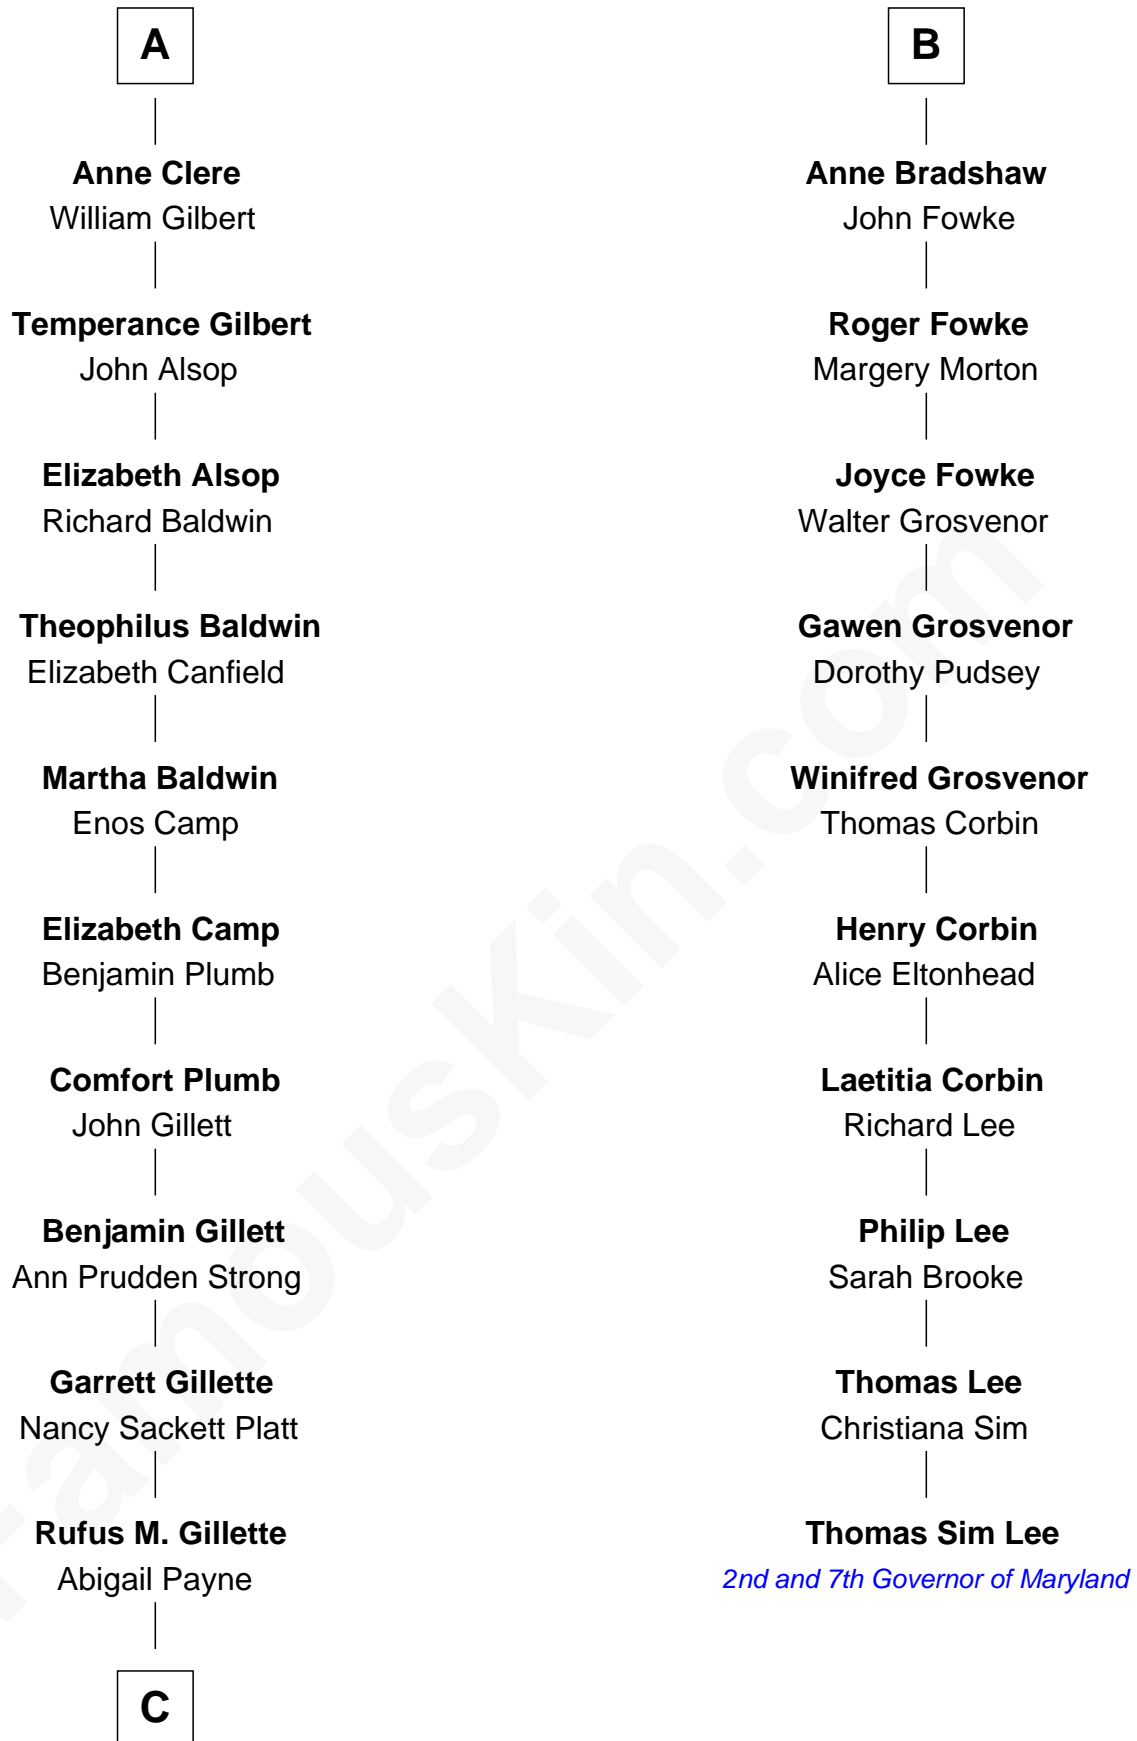 A
Anne Clere
William Gilbert
Temperance Gilbert
John Alsop
Elizabeth Alsop
Richard Baldwin
Theophilus Baldwin
Elizabeth Canfield
Martha Baldwin
Enos Camp
Elizabeth Camp
Benjamin Plumb
Comfort Plumb
John Gillett
Benjamin Gillett
Ann Prudden Strong
Garrett Gillette
Nancy Sackett Platt
Rufus M. Gillette
Abigail Payne
C
B
Anne Bradshaw
John Fowke
Roger Fowke
Margery Morton
Joyce Fowke
Walter Grosvenor
Gawen Grosvenor
Dorothy Pudsey
Winifred Grosvenor
Thomas Corbin
Henry Corbin
Alice Eltonhead
Laetitia Corbin
Richard Lee
Philip Lee
Sarah Brooke
Thomas Lee
Christiana Sim
Thomas Sim Lee
2nd and 7th Governor of Maryland
FamousKin.com